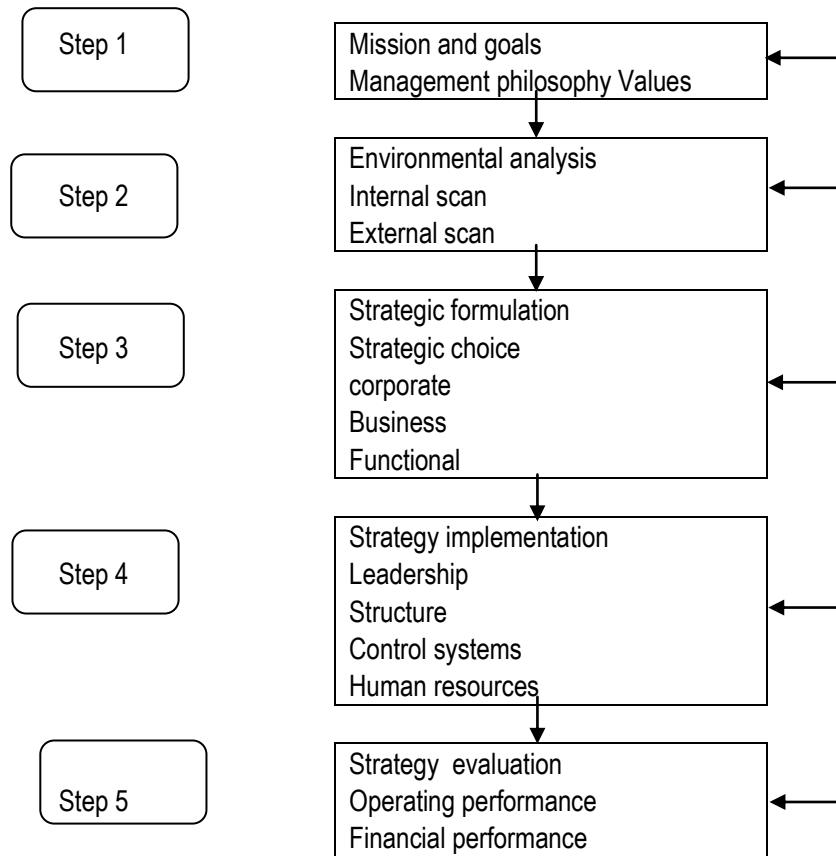 Step 1
Mission and goals
Management philosophy Values
Step 2
Environmental analysis
Internal scan
External scan
Step 3
Strategic formulation
Strategic choice
corporate
Business
Functional
Step 4
Strategy implementation
Leadership
Structure
Control systems
Human resources
Step 5
Strategy  evaluation
Operating performance
Financial performance